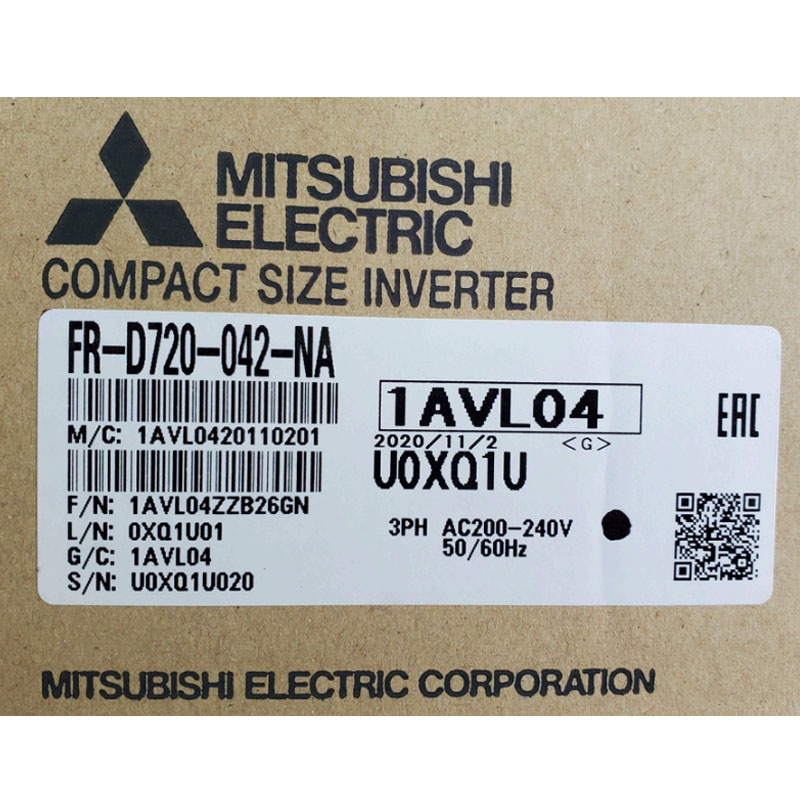 MITSUBISHI
ELECTRIC
COMPACT SIZE INVERTER
FR-D720-042-NA
M/C: 1AVL0420110201
F/N: 1AVL04ZZB26GN
L/N: 0XQ1U01
G/C: 1AVL04
S/N: U0XQ1U020
1AVL04
2020/11/2 <G>
U0XQ1U
3PH AC200-240V
50/60Hz
EAC
MITSUBISHI ELECTRIC CORPORATION